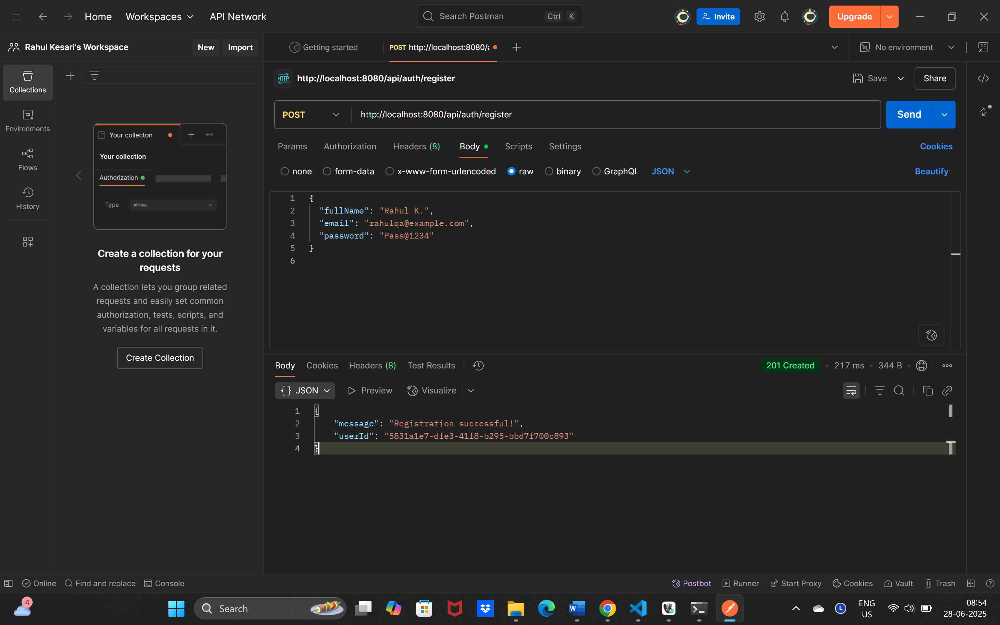 Home Workspaces API Network Search Postman Ctrl K Invite Upgrade
Rahul Kesari's Workspace New Import Getting started POST http://localhost:8080/a No environment
Collections
Environments
Flows
History
Your collecton
Your collection
Authorization
Type API Key
Create a collection for your
requests
A collection lets you group related
requests and easily set common
authorization, tests, scripts, and
variables for all requests in it.
Create Collection
HTTP http://localhost:8080/api/auth/register Save Share
POST http://localhost:8080/api/auth/register Send
Params Authorization Headers (8) Body Scripts Settings Cookies
none form-data x-www-form-urlencoded raw binary GraphQL JSON Beautify
1 {
2 "fullName": "Rahul K.",
3 "email": "rahulqa@example.com",
4 "password": "Pass@1234"
5 }
6
Body Cookies Headers (8) Test Results 201 Created 217 ms 344 B
{} JSON Preview Visualize
1 {
2 "message": "Registration successful!",
3 "userId": "5831a1e7-dfe3-41f8-b295-bbd7f700c893"
4 }
Online Find and replace Console Postbot Runner Start Proxy Cookies Vault Trash
4 Search W L ENG 08:54
US 28-06-2025